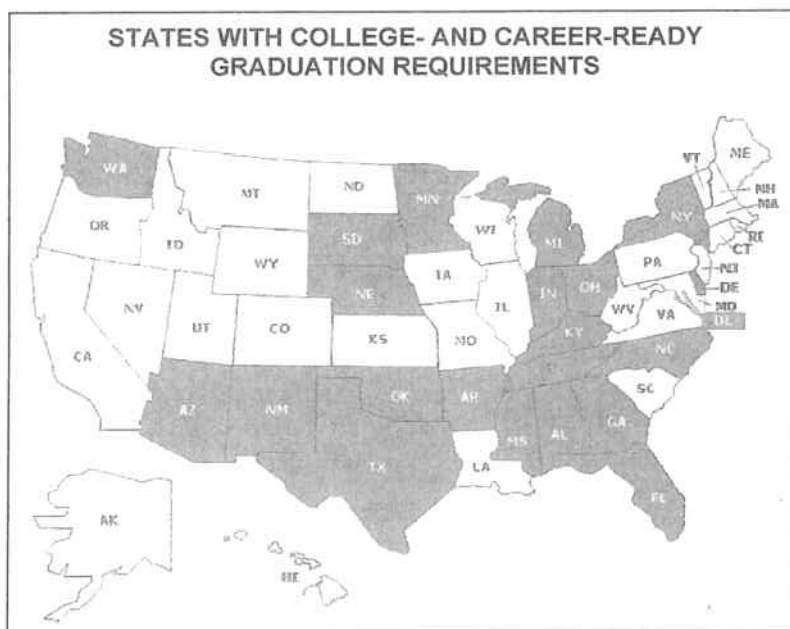 STATES WITH COLLEGE- AND CAREER-READY
GRADUATION REQUIREMENTS
WA
MT
ND
MN
VT
ME
NH
MA
OR
ID
SD
WI
MI
NY
RI
CT
WY
IA
PA
NJ
NE
DE
NV
UT
CO
IL
IN
OH
WV
MD
VA
CA
KS
MO
KY
NC
AZ
NM
OK
AR
SC
MS
AL
GA
TX
LA
FL
AK